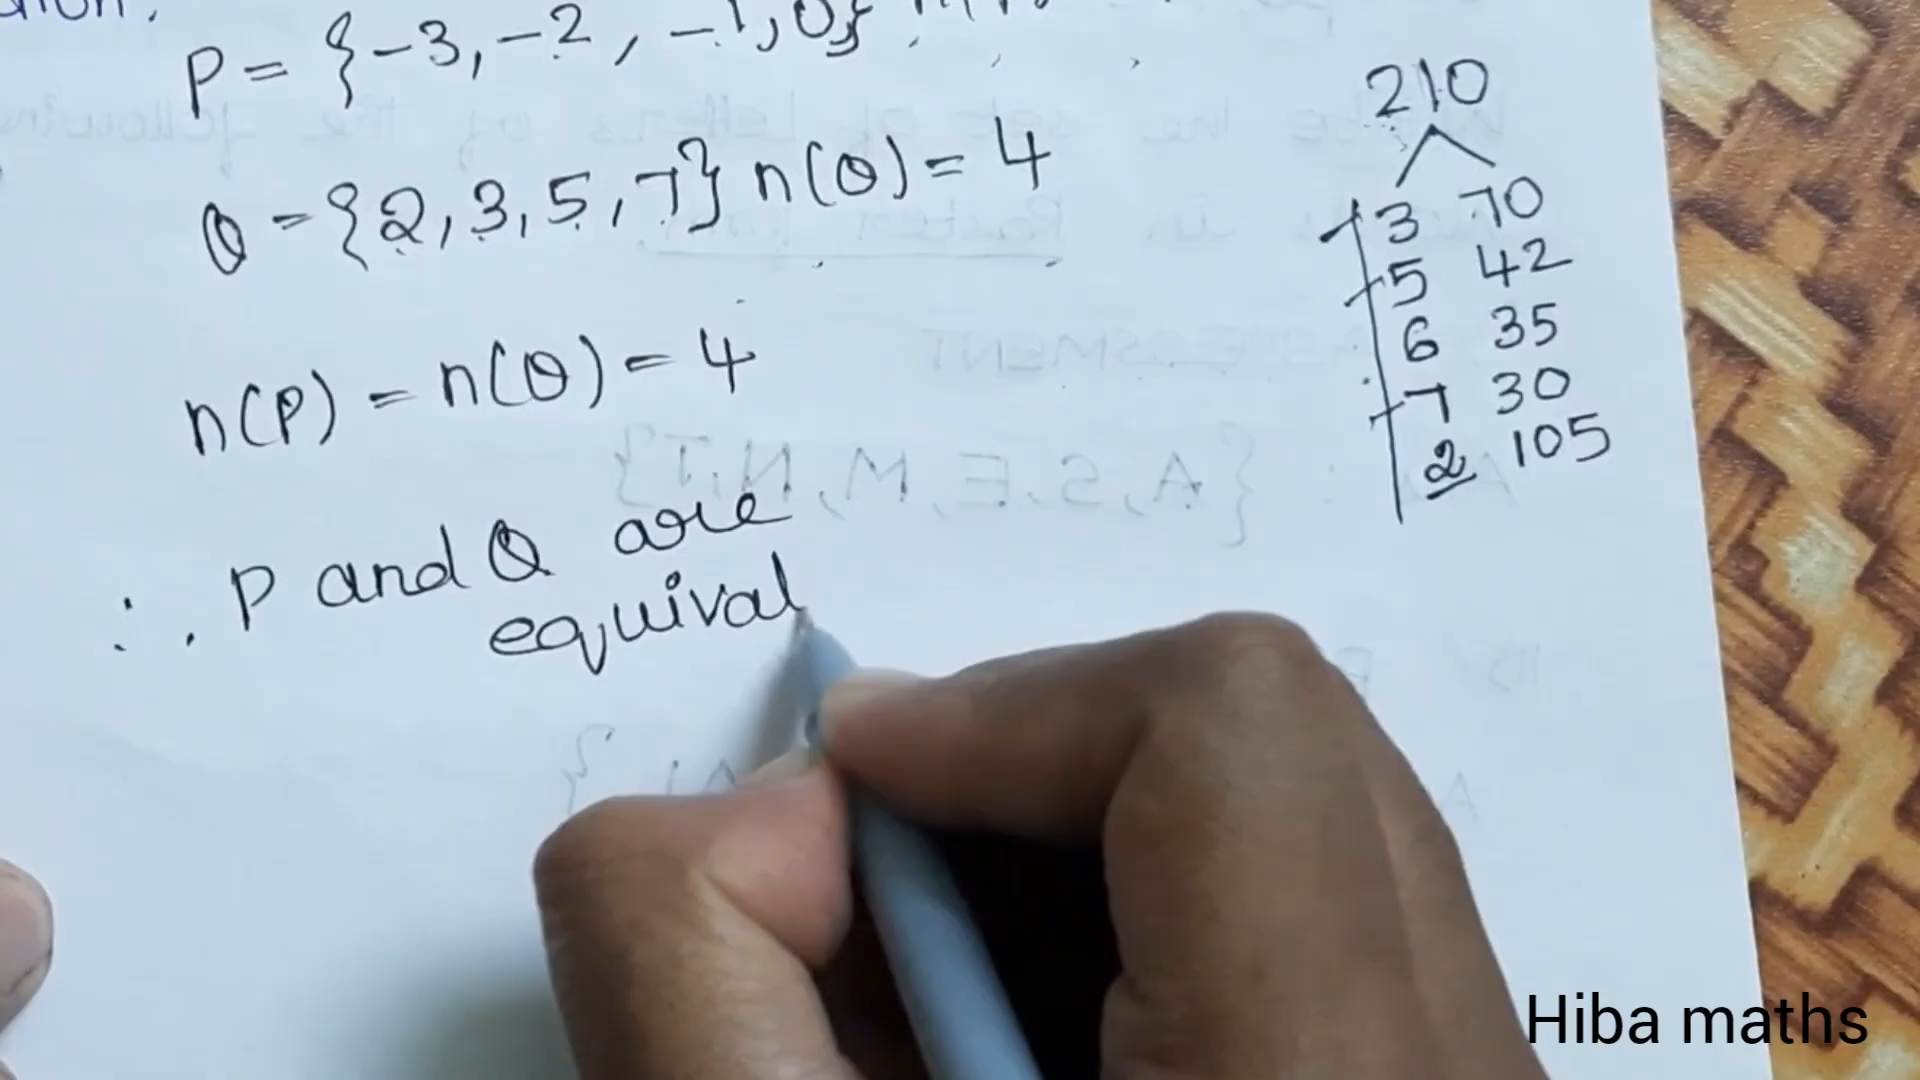 P = {-3, -2, -1, 0}
Q = {2, 3, 5, 7} n(Q) = 4
n(P) = n(Q) = 4
∴ P and Q are
equival
210
3 70
5 42
6 35
7 30
2 105
Hiba maths